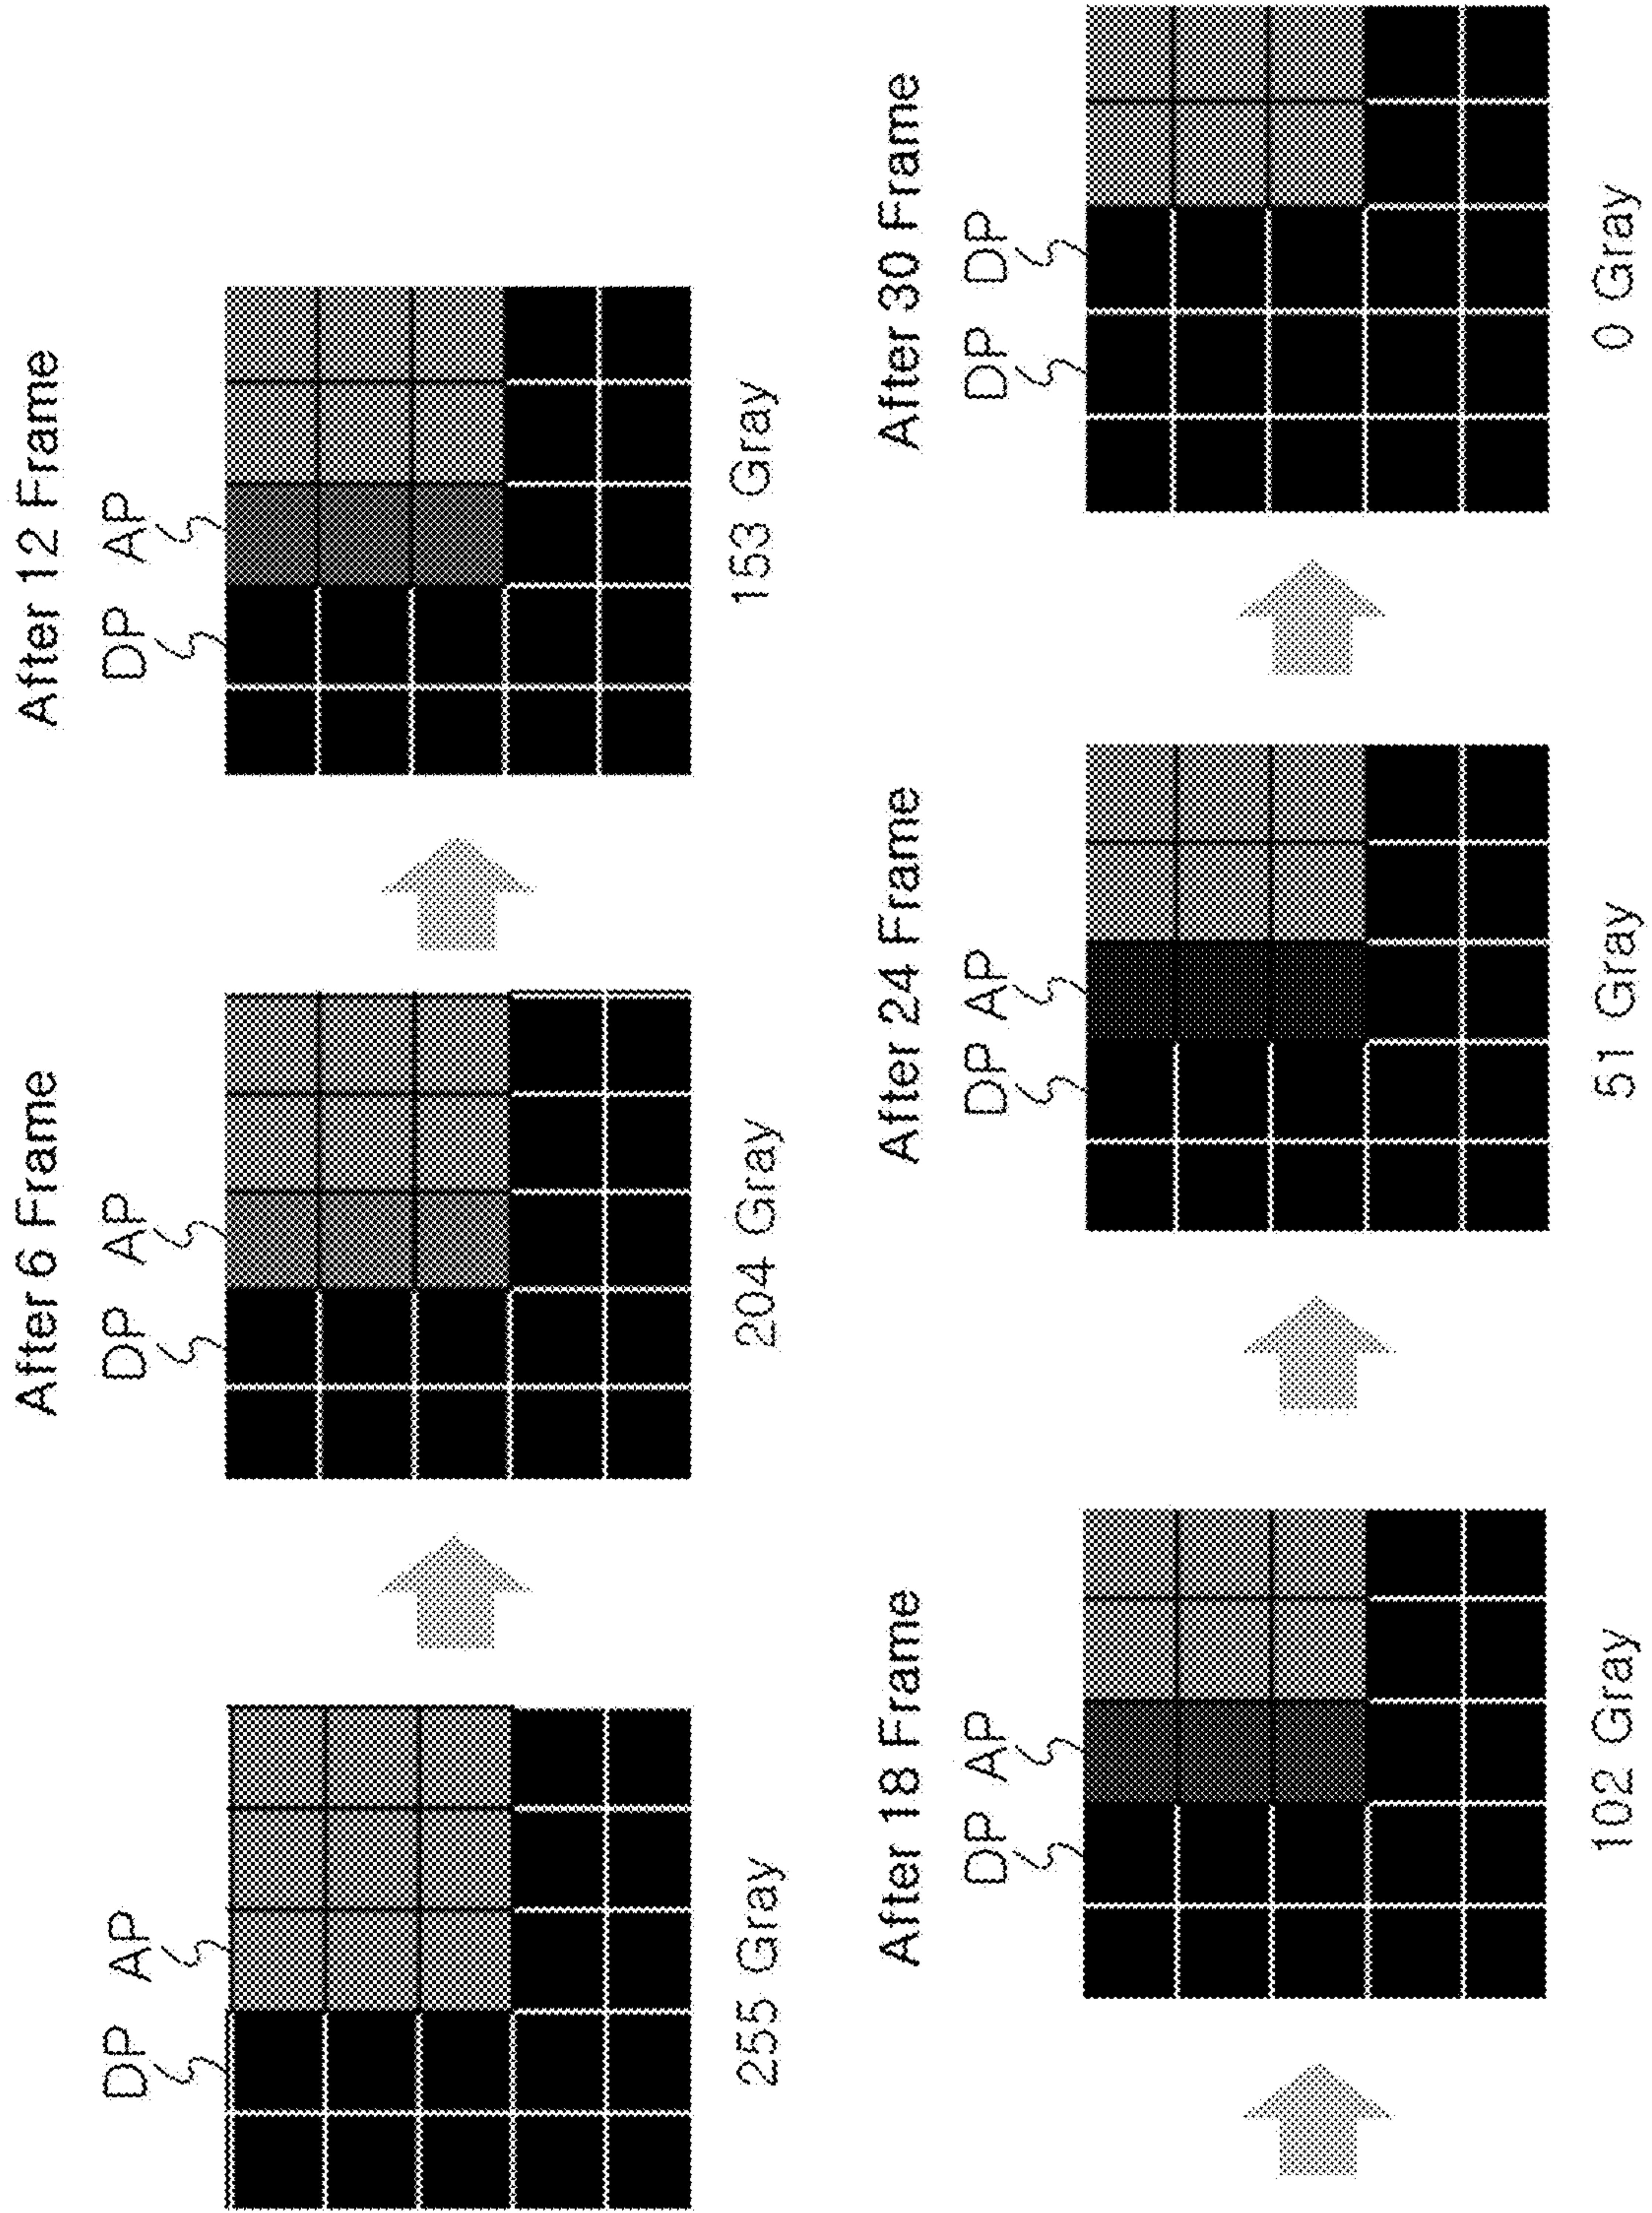 After 6 Frame
After 12 Frame
DP AP
DP AP
DP AP
255 Gray
204 Gray
153 Gray
After 18 Frame
After 24 Frame
After 30 Frame
DP AP
DP AP
DP DP
102 Gray
51 Gray
0 Gray